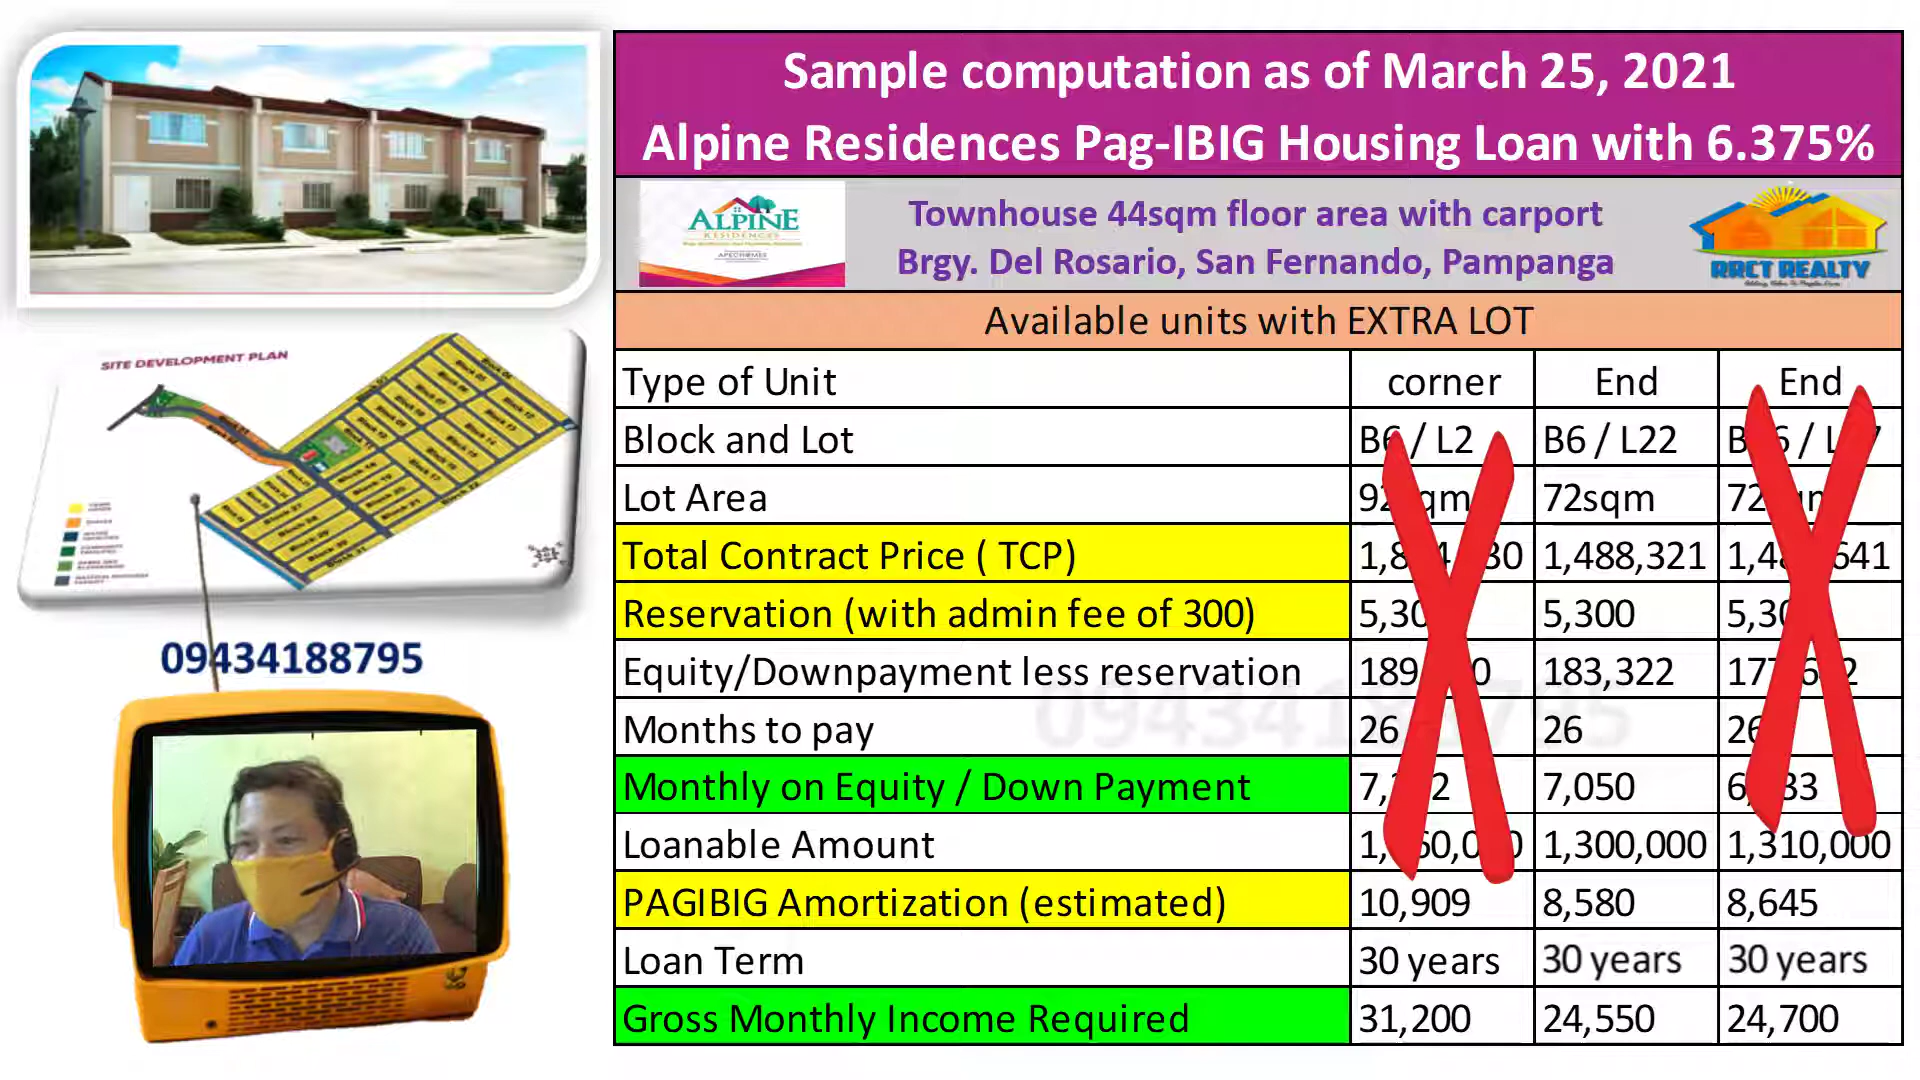 Sample computation as of March 25, 2021
Alpine Residences Pag-IBIG Housing Loan with 6.375%
ALPINE
RESIDENCES
Townhouse 44sqm floor area with carport
Brgy. Del Rosario, San Fernando, Pampanga
RRCT REALTY
Available units with EXTRA LOT
Type of Unit corner End End
Block and Lot B6 / L2 B6 / L22
Lot Area 72sqm
Total Contract Price ( TCP) 1,488,321
Reservation (with admin fee of 300) 5,300
Equity/Downpayment less reservation 183,322
Months to pay 26 26 26
Monthly on Equity / Down Payment 7,050
Loanable Amount 1,300,000 1,310,000
PAGIBIG Amortization (estimated) 10,909 8,580 8,645
Loan Term 30 years 30 years 30 years
Gross Monthly Income Required 31,200 24,550 24,700
SITE DEVELOPMENT PLAN
09434188795
09434188795